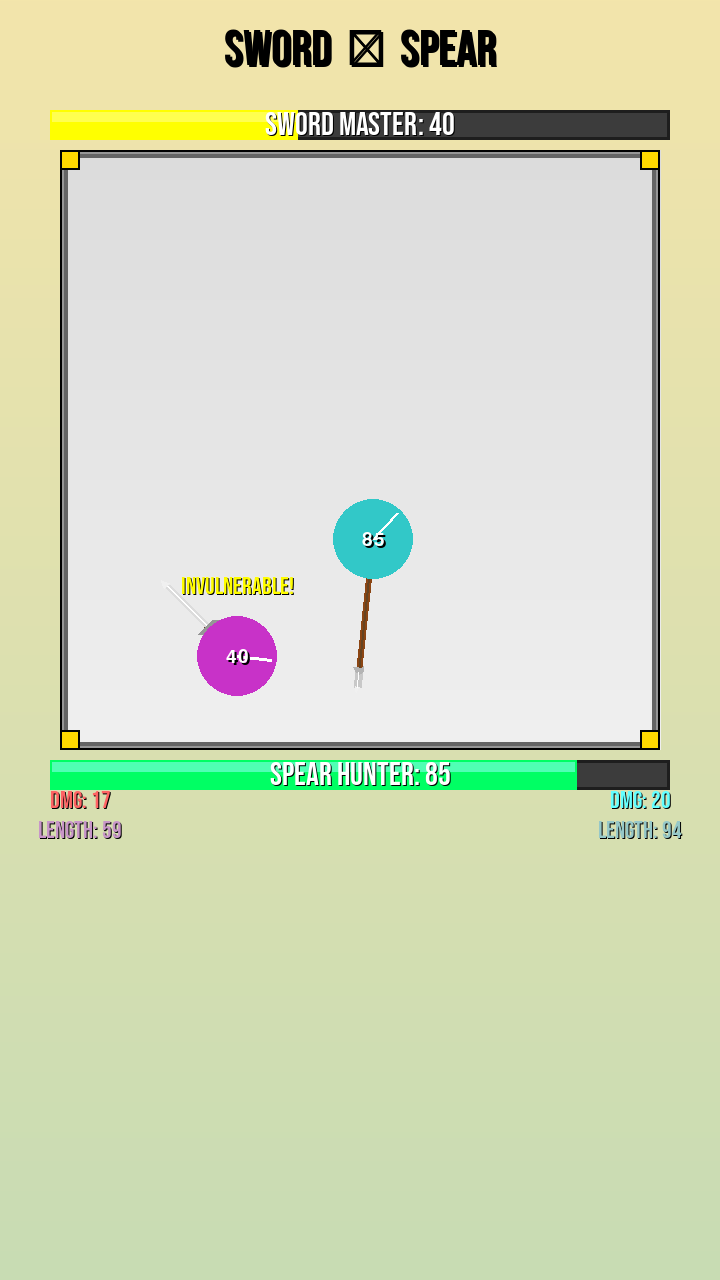 SWORD SPEAR
SWORD MASTER: 40
85
INVULNERABLE!
40
SPEAR HUNTER: 85
DMG: 17
DMG: 20
LENGTH: 59
LENGTH: 94